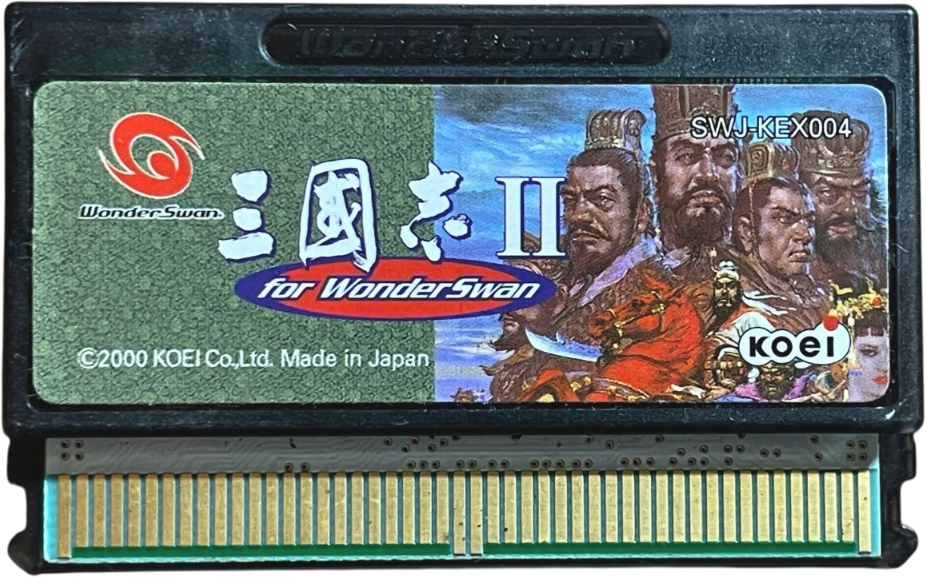 WonderSwan
SWJ-KEX004
WonderSwan
三國志 II
for WonderSwan
KOEI
©2000 KOEI Co.,Ltd. Made in Japan